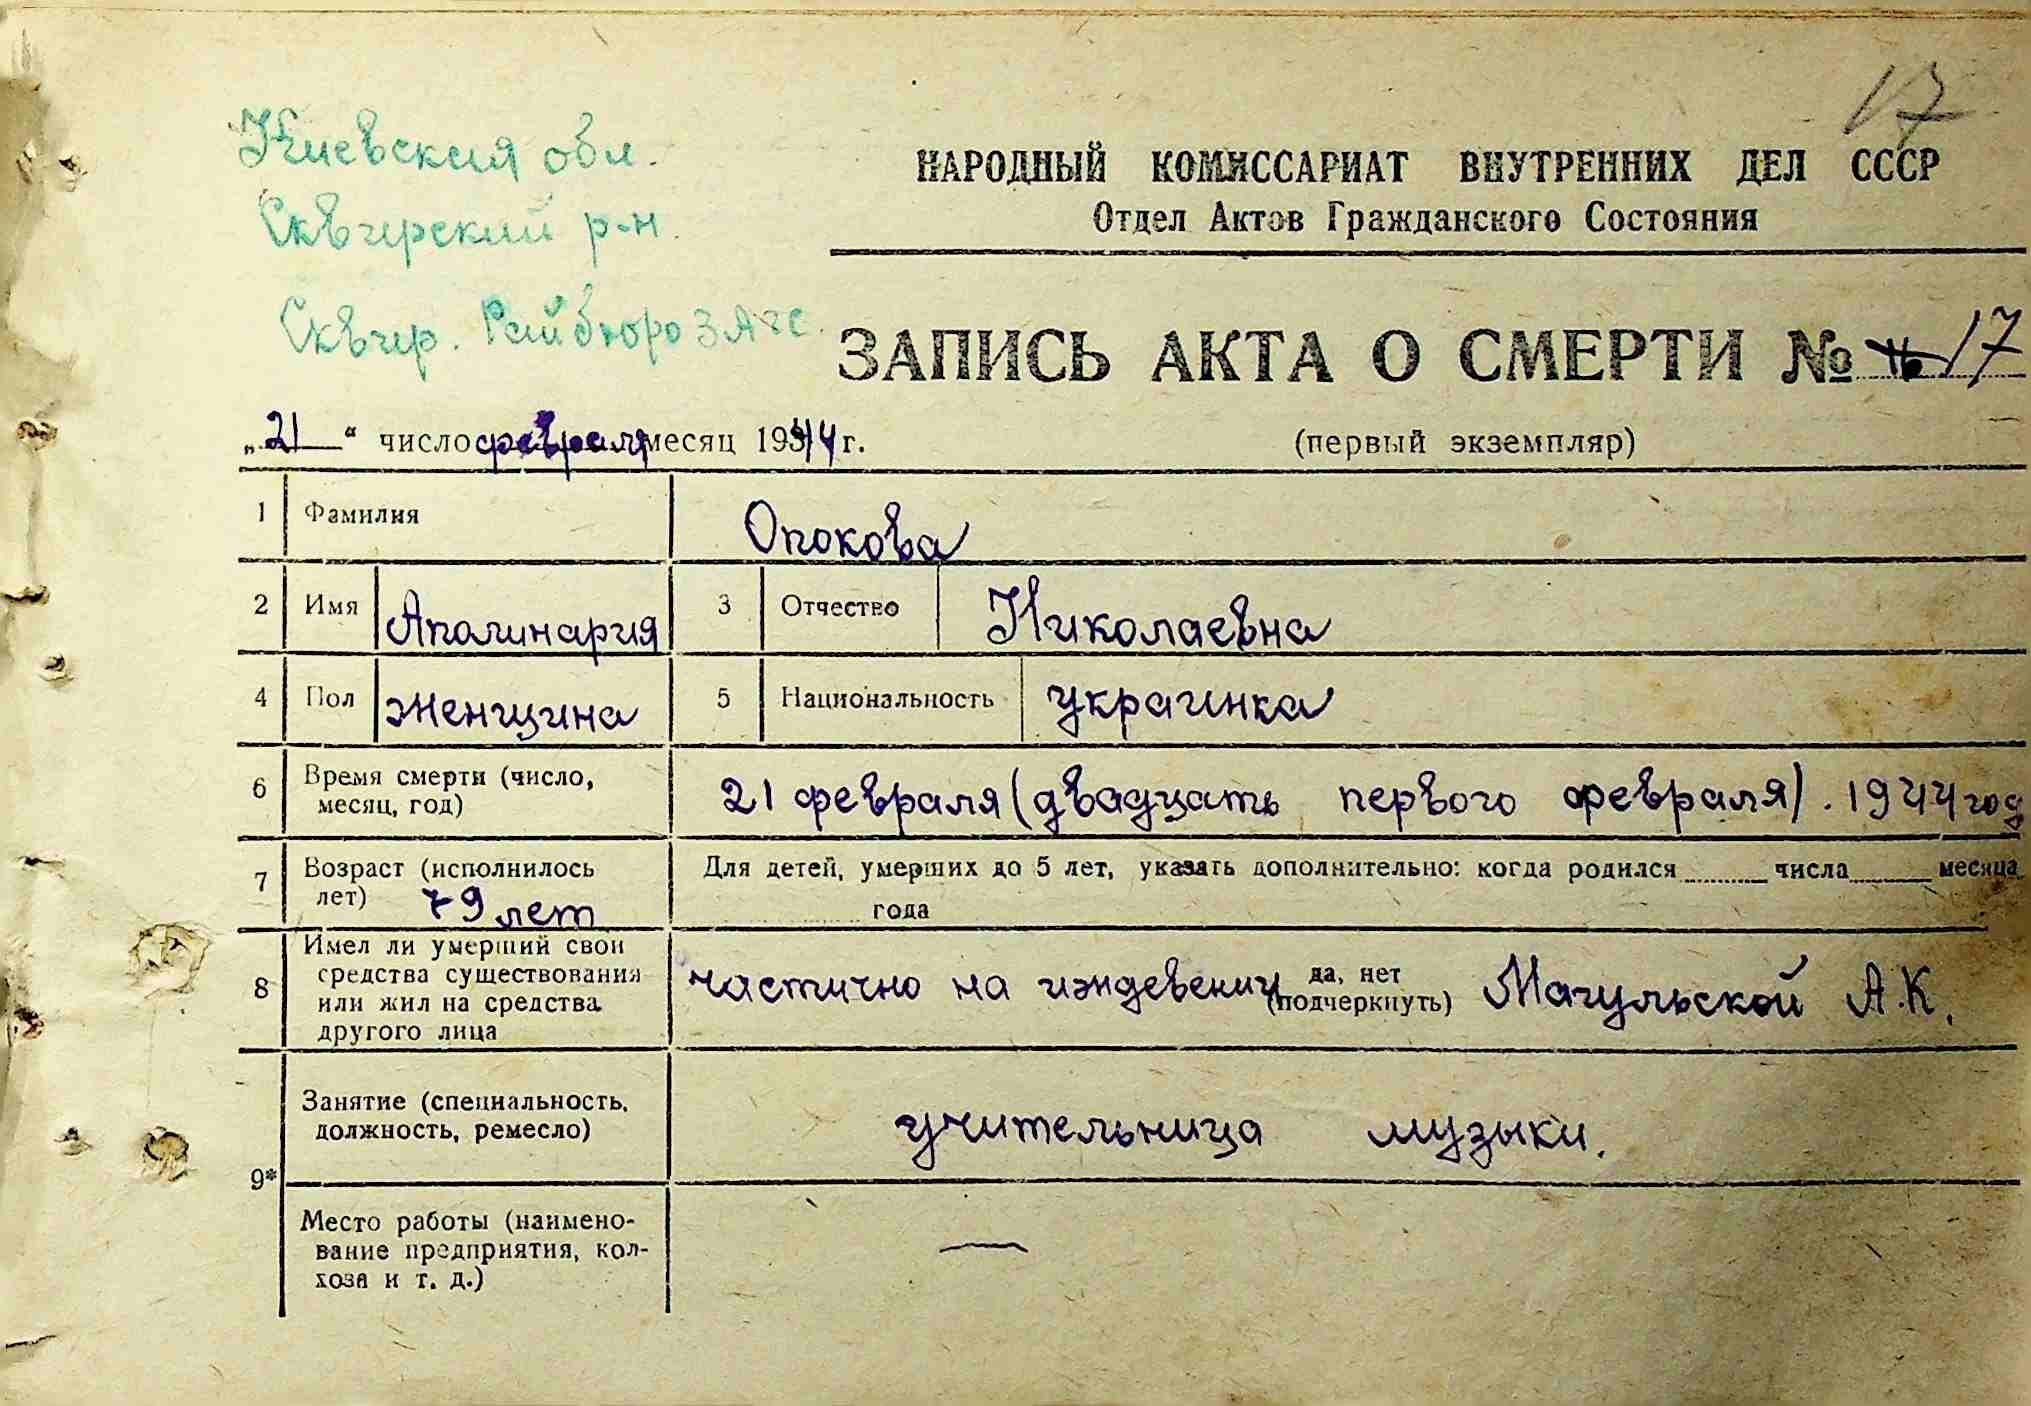 17
Киевская обл.
Сквирский р-н.
Сквир. Райбюро ЗАГС
НАРОДНЫЙ КОМИССАРИАТ ВНУТРЕННИХ ДЕЛ СССР
Отдел Актов Гражданского Состояния
ЗАПИСЬ АКТА О СМЕРТИ № 17
„21“ число февраля месяц 1944 г.
(первый экземпляр)
1 Фамилия Опокова
2 Имя Аполинария 3 Отчество Николаевна
4 Пол женщина 5 Национальность украинка
6 Время смерти (число, месяц, год) 21 февраля (двадцать первого февраля). 1944 год
7 Возраст (исполнилось лет) 79 лет
Для детей, умерших до 5 лет, указать дополнительно: когда родился числа месяца
года
8 Имел ли умерший свои
средства существования
или жил на средства
другого лица
частично на иждевении да, нет (подчеркнуть) Мачульской А.К.
9*
Занятие (специальность,
должность, ремесло)
учительница музыки.
Место работы (наимено-
вание предприятия, кол-
хоза и т. д.)
—